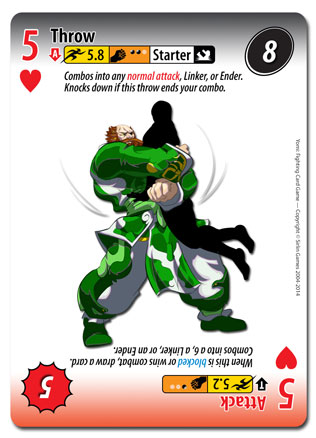 5 Throw
5.8 Starter 8
Combos into any normal attack, Linker, or Ender.
Knocks down if this throw ends your combo.
Yomi: Fighting Card Game — Copyright © Sirlin Games 2004-2014
5 Attack
5.2
When this is blocked or wins combat, draw a card.
Combos into a 6, a Linker, or an Ender.
5